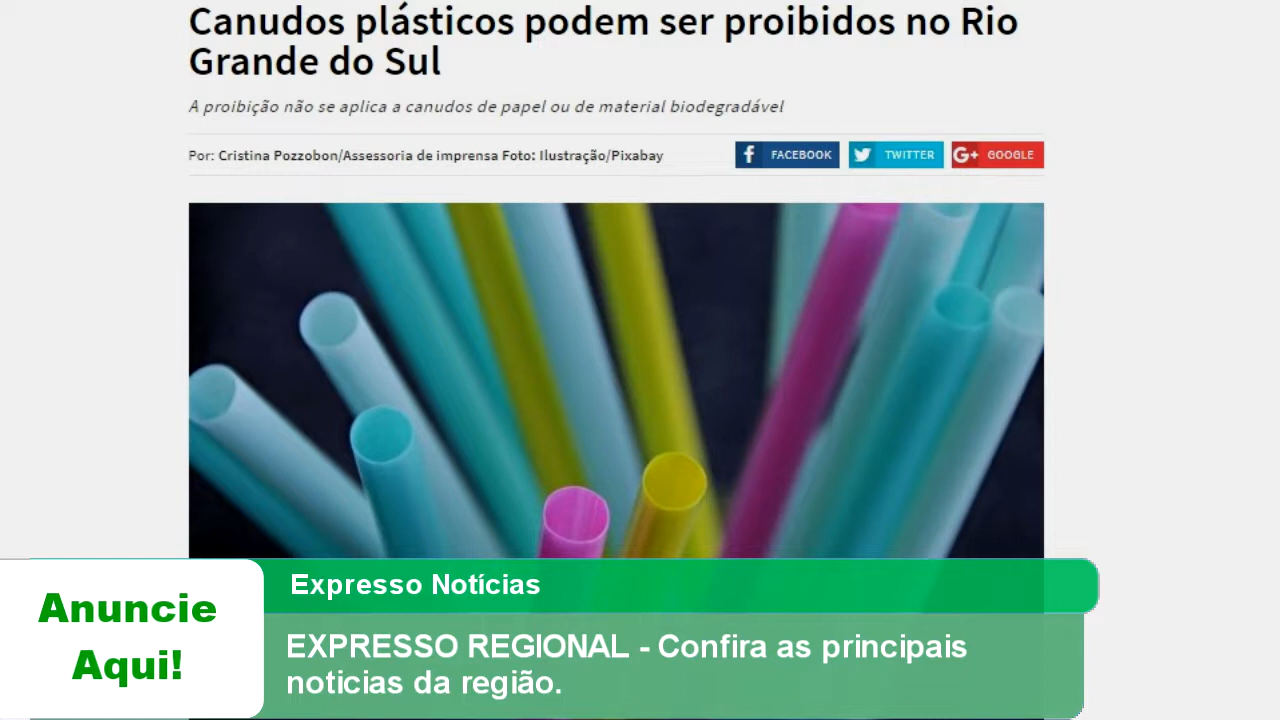 Canudos plásticos podem ser proibidos no Rio
Grande do Sul
A proibição não se aplica a canudos de papel ou de material biodegradável
Por: Cristina Pozzobon/Assessoria de imprensa Foto: Ilustração/Pixabay
f FACEBOOK TWITTER G+ GOOGLE
Anuncie
Aqui!
Expresso Notícias
EXPRESSO REGIONAL - Confira as principais
noticias da região.